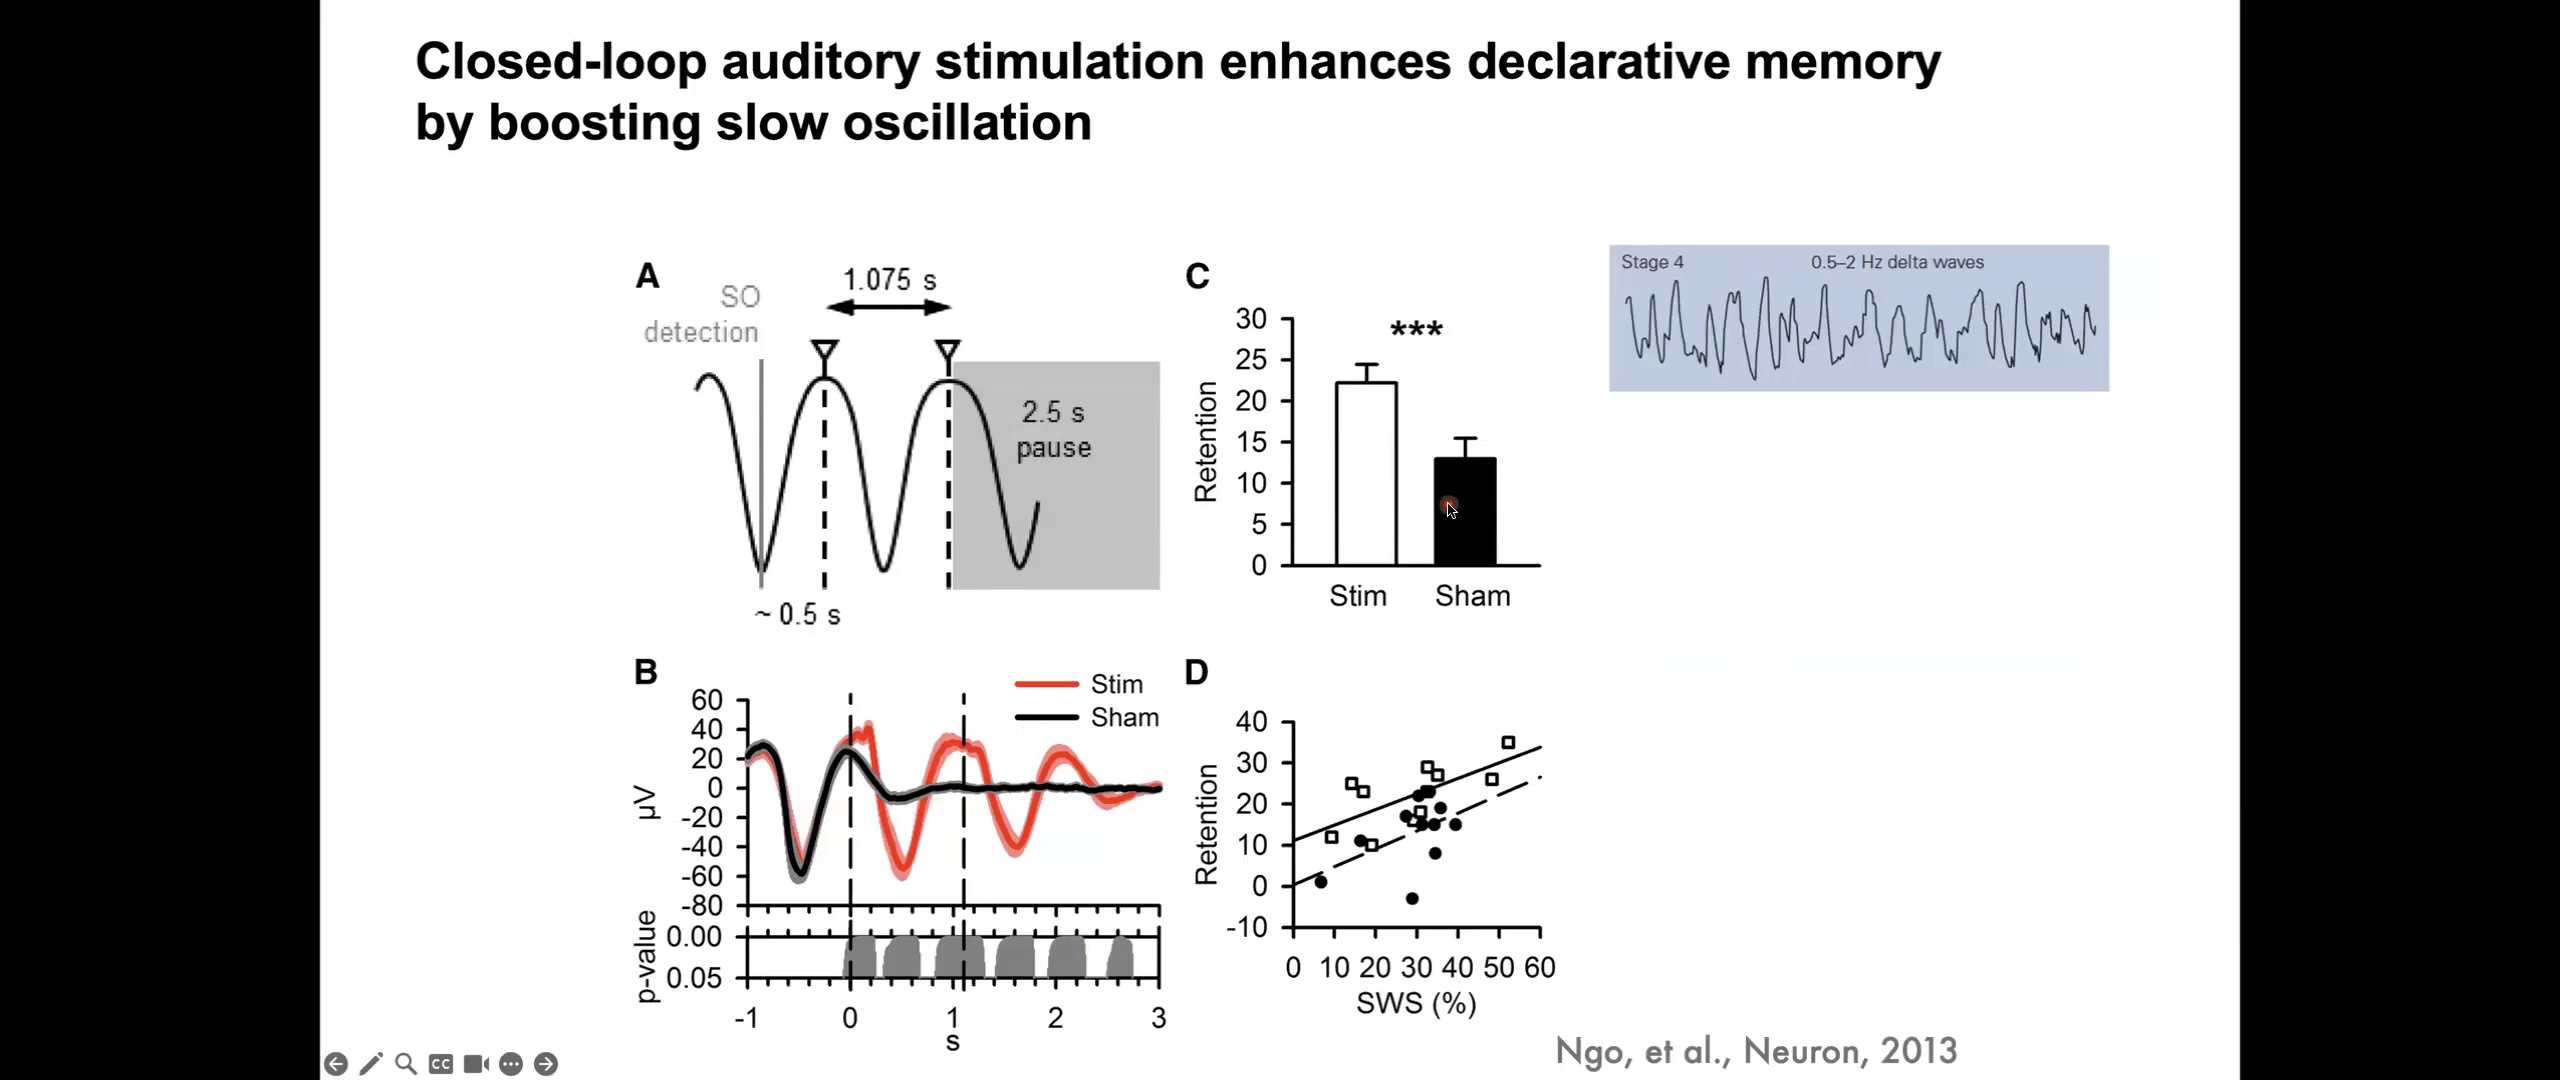 Closed-loop auditory stimulation enhances declarative memory
by boosting slow oscillation
A
1.075 s
SO
detection
2.5 s
pause
~ 0.5 s
C
30
25
20
15
10
5
0
Retention
***
Stim
Sham
Stage 4
0.5–2 Hz delta waves
B
Stim
Sham
60
40
20
0
-20
-40
-60
-80
µV
p-value
0.00
0.05
-1
0
1
2
3
s
D
40
30
20
10
0
-10
Retention
0 10 20 30 40 50 60
SWS (%)
Ngo, et al., Neuron, 2013
CC